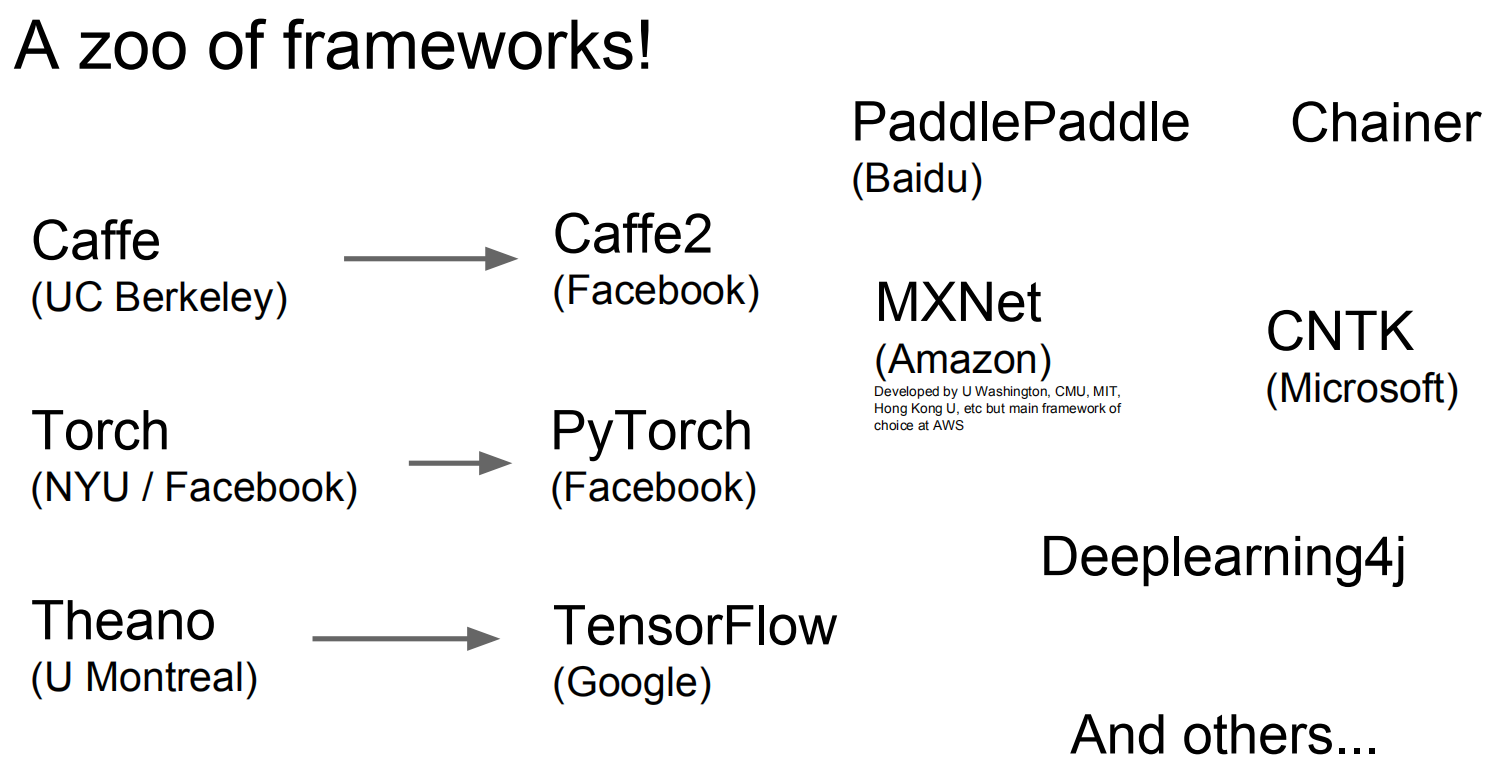 A zoo of frameworks!
Caffe
(UC Berkeley)
Caffe2
(Facebook)
Torch
(NYU / Facebook)
PyTorch
(Facebook)
Theano
(U Montreal)
TensorFlow
(Google)
PaddlePaddle
(Baidu)
Chainer
MXNet
(Amazon)
Developed by U Washington, CMU, MIT,
Hong Kong U, etc but main framework of
choice at AWS
CNTK
(Microsoft)
Deeplearning4j
And others...